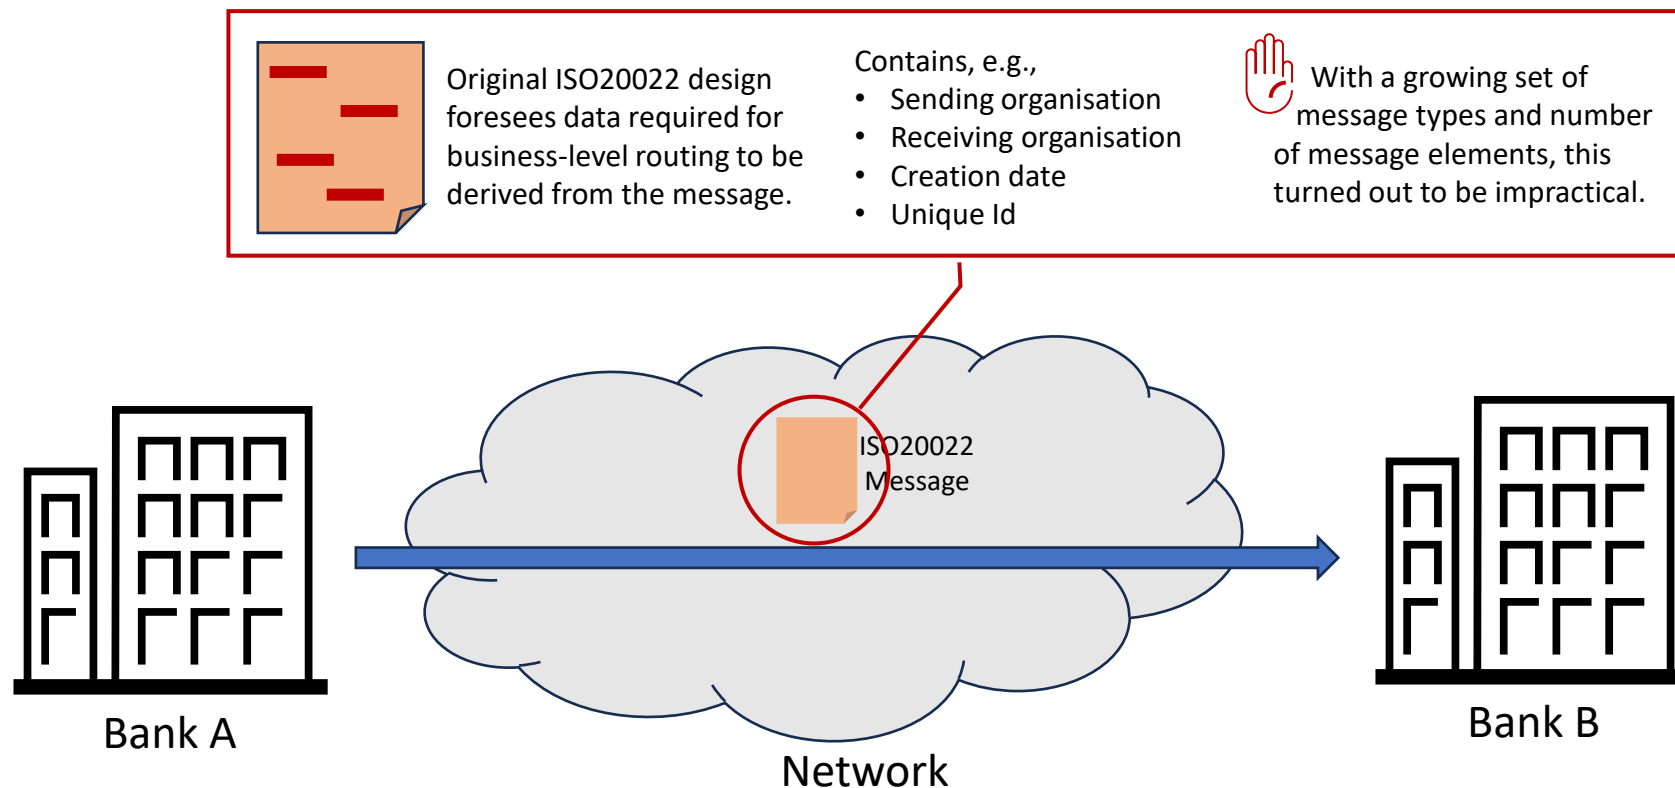 Original ISO20022 design
foresees data required for
business-level routing to be
derived from the message.
Contains, e.g.,
• Sending organisation
• Receiving organisation
• Creation date
• Unique Id
With a growing set of
message types and number
of message elements, this
turned out to be impractical.
ISO20022
Message
Bank A
Bank B
Network